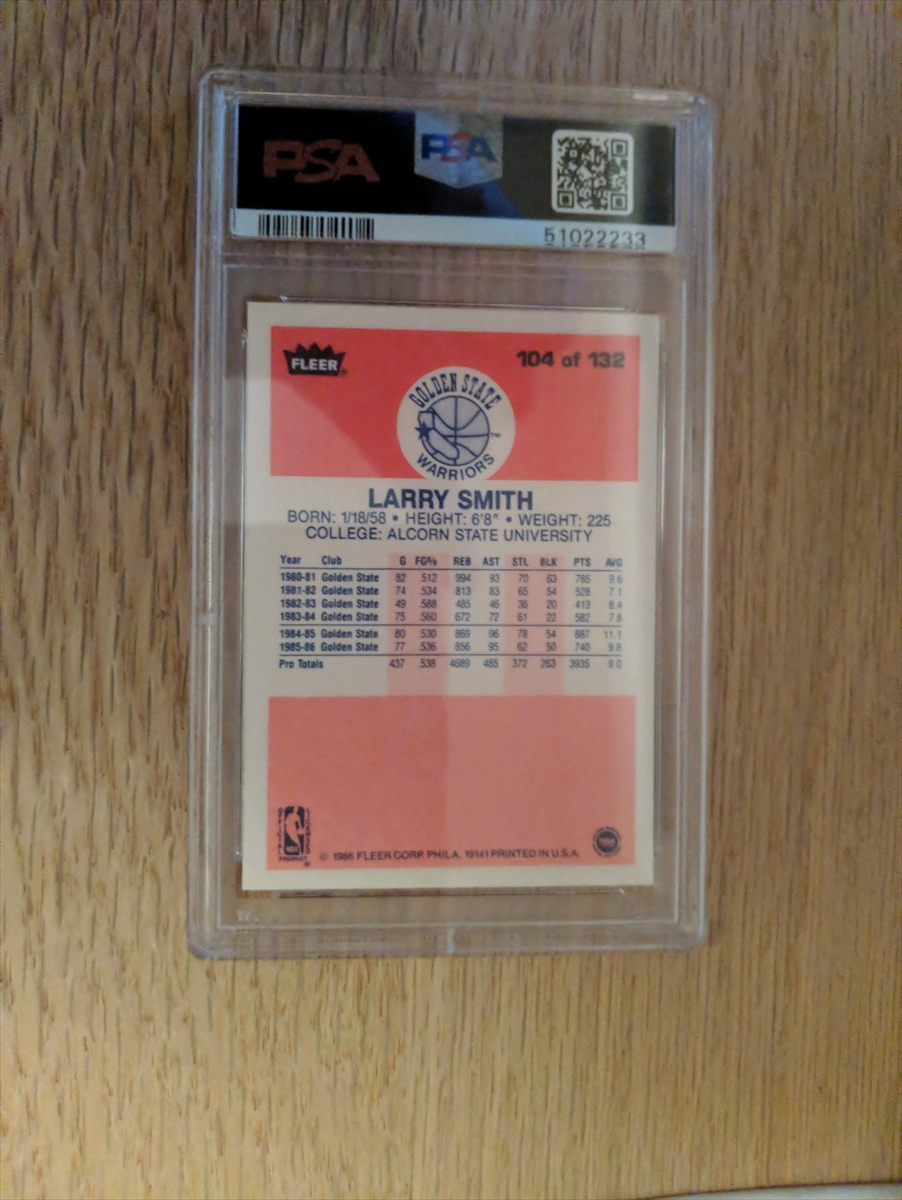 PSA
PSA
51022233
FLEER®
104 of 132
GOLDEN STATE
WARRIORS
™
LARRY SMITH
BORN: 1/18/58 • HEIGHT: 6'8" • WEIGHT: 225
COLLEGE: ALCORN STATE UNIVERSITY
Year Club G FG% REB AST STL BLK PTS AVG
1980-81 Golden State 82 .512 994 93 70 63 785 9.6
1981-82 Golden State 74 .534 813 83 65 54 528 7.1
1982-83 Golden State 49 .588 485 46 36 20 413 8.4
1983-84 Golden State 75 .560 672 72 61 22 582 7.8
1984-85 Golden State 80 .530 869 96 78 54 887 11.1
1985-86 Golden State 77 .536 856 95 62 50 740 9.6
Pro Totals 437 .538 4689 485 372 263 3935 9.0
© 1986 FLEER CORP. PHILA. 19141 PRINTED IN U.S.A.